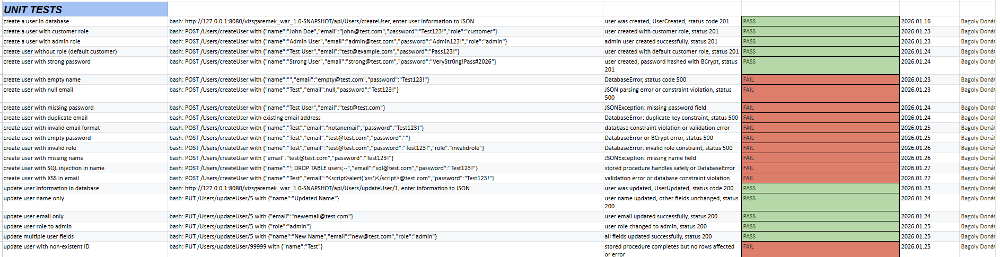 UNIT TESTS
create a user in database bash: http://127.0.0.1:8080/vizsgaremek_war_1.0-SNAPSHOT/api/Users/createUser, enter user information to JSON user was created, UserCreated, status code 201 PASS 2026.01.16 Bagoly Donát
create a user with customer role bash: POST /Users/createUser with {"name":"John Doe","email":"john@test.com","password":"Test123!","role":"customer"} user created with customer role, status 201 PASS 2026.01.23 Bagoly Donát
create a user with admin role bash: POST /Users/createUser with {"name":"Admin User","email":"admin@test.com","password":"Admin123!","role":"admin"} admin user created successfully, status 201 PASS 2026.01.23 Bagoly Donát
create user without role (default customer) bash: POST /Users/createUser with {"name":"Test User","email":"test@example.com","password":"Pass123!"} user created with default customer role, status 201 PASS 2026.01.24 Bagoly Donát
create user with strong password bash: POST /Users/createUser with {"name":"Strong User","email":"strong@test.com","password":"VeryStr0ng!Pass#2026"} user created, password hashed with BCrypt, status PASS 2026.01.24 Bagoly Donát
201
create user with empty name bash: POST /Users/createUser with {"name":"","email":"empty@test.com","password":"Test123!"} DatabaseError, status code 500 FAIL 2026.01.23 Bagoly Donát
create user with null email bash: POST /Users/createUser with {"name":"Test","email":null,"password":"Test123!"} JSON parsing error or constraint violation, status FAIL 2026.01.23 Bagoly Donát
500
create user with missing password bash: POST /Users/createUser with {"name":"Test User","email":"test@test.com"} JSONException: missing password field FAIL 2026.01.24 Bagoly Donát
create user with duplicate email bash: POST /Users/createUser with existing email address DatabaseError: duplicate key constraint, status 500 FAIL 2026.01.24 Bagoly Donát
create user with invalid email format bash: POST /Users/createUser with {"name":"Test","email":"notanemail","password":"Test123!"} database constraint violation or validation error FAIL 2026.01.25 Bagoly Donát
create user with empty password bash: POST /Users/createUser with {"name":"Test","email":"test@test.com","password":""} DatabaseError or BCrypt error, status 500 FAIL 2026.01.25 Bagoly Donát
create user with invalid role bash: POST /Users/createUser with {"name":"Test","email":"test@test.com","password":"Test123!","role":"invalidrole"} DatabaseError: invalid role constraint, status 500 FAIL 2026.01.26 Bagoly Donát
create user with missing name bash: POST /Users/createUser with {"email":"test@test.com","password":"Test123!"} JSONException: missing name field FAIL 2026.01.26 Bagoly Donát
create user with SQL injection in name bash: POST /Users/createUser with {"name":"'; DROP TABLE users;--","email":"sql@test.com","password":"Test123!"} stored procedure handles safely or DatabaseError FAIL 2026.01.27 Bagoly Donát
create user with XSS in email bash: POST /Users/createUser with {"name":"Test","email":"<script>alert('xss')</script>@test.com","password":"Test123!"} validation error or database constraint violation FAIL 2026.01.27 Bagoly Donát
update user information in database bash: http://127.0.0.1:8080/vizsgaremek_war_1.0-SNAPSHOT/api/Users/updateUser/1, enter information to JSON user was updated, UserUpdated, status code 200 PASS 2026.01.23 Bagoly Donát
update user name only bash: PUT /Users/updateUser/5 with {"name":"Updated Name"} user name updated, other fields unchanged, status PASS 2026.01.24 Bagoly Donát
200
update user email only bash: PUT /Users/updateUser/5 with {"email":"newemail@test.com"} user email updated successfully, status 200 PASS 2026.01.24 Bagoly Donát
update user role to admin bash: PUT /Users/updateUser/5 with {"role":"admin"} user role changed to admin, status 200 PASS 2026.01.25 Bagoly Donát
update multiple user fields bash: PUT /Users/updateUser/5 with {"name":"New Name","email":"new@test.com","role":"admin"} all fields updated successfully, status 200 PASS 2026.01.25 Bagoly Donát
update user with non-existent ID bash: PUT /Users/updateUser/99999 with {"name":"Test"} stored procedure completes but no rows affected FAIL 2026.01.25 Bagoly Donát
or error